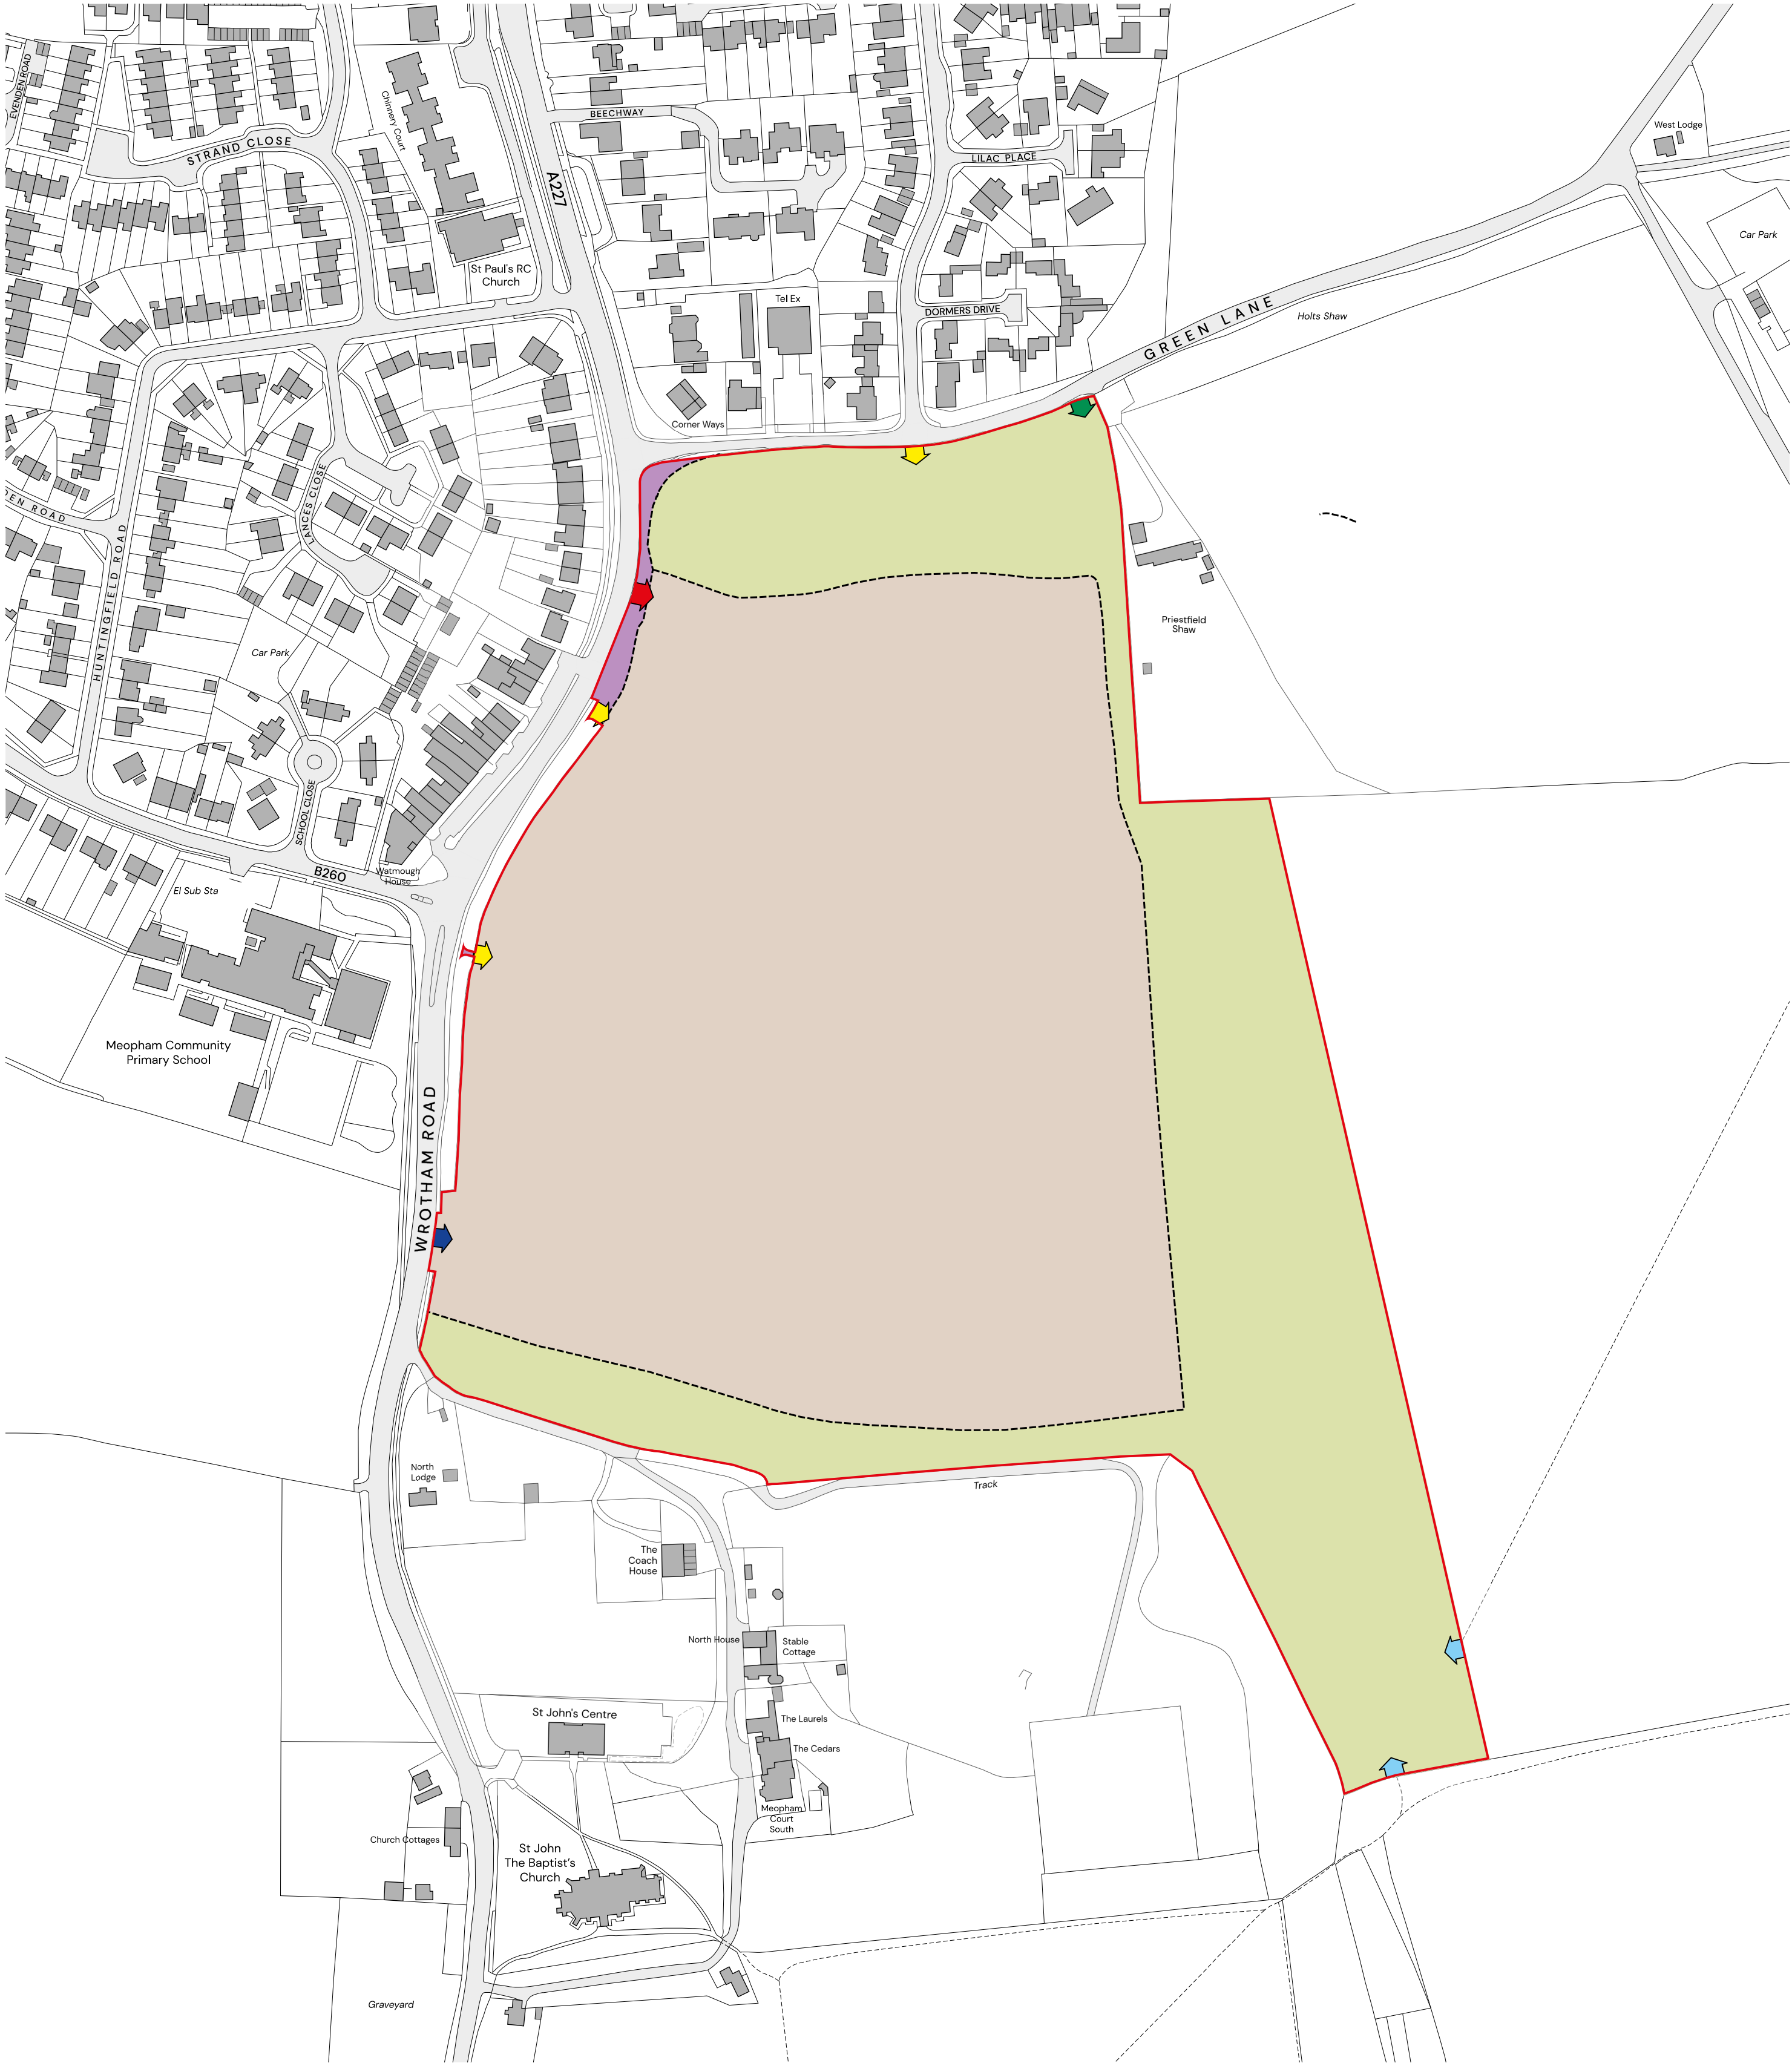 EVENDEN ROAD
STRAND CLOSE
Chinnery Court
A227
BEECHWAY
LILAC PLACE
West Lodge
Car Park
St Paul's RC
Church
Tel Ex
DORMERS DRIVE
GREEN LANE
Holts Shaw
Corner Ways
DEN ROAD
LANCES CLOSE
HUNTINGFIELD ROAD
Car Park
Priestfield
Shaw
SCHOOL CLOSE
B260
Watmough
House
El Sub Sta
Meopham Community
Primary School
WROTHAM ROAD
North
Lodge
Track
The
Coach
House
North House
Stable
Cottage
St John's Centre
The Laurels
The Cedars
Meopham
Court
South
Church Cottages
St John
The Baptist's
Church
Graveyard